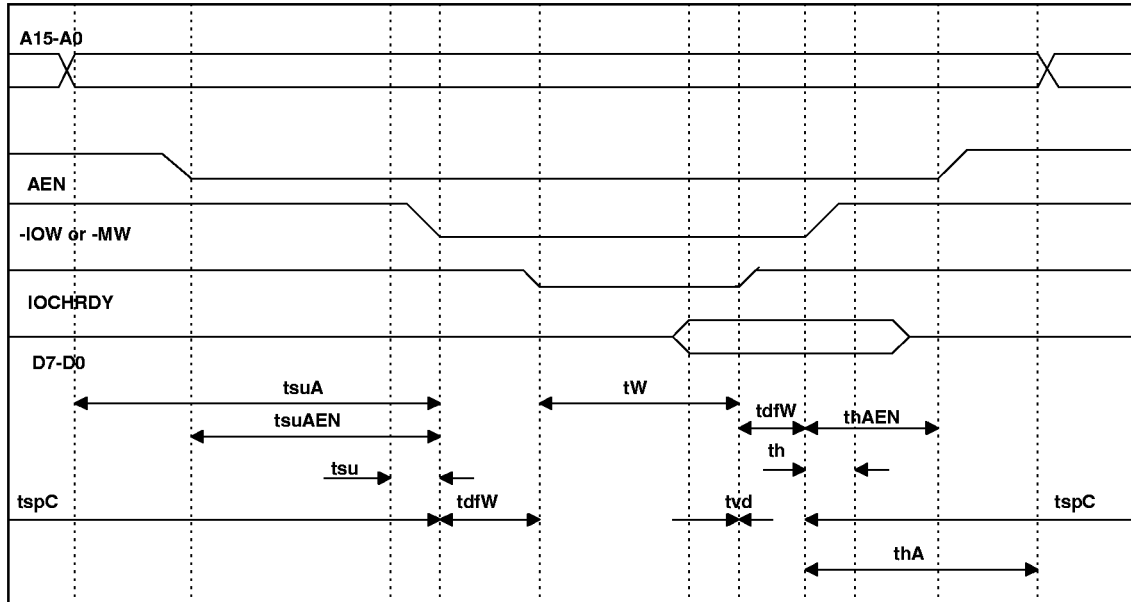 A15-A0
AEN
-IOW or -MW
IOCHRDY
D7-D0
tsuA
tW
tsuAEN
tdfW
thAEN
tsu
th
tspC
tdfW
tvd
tspC
thA